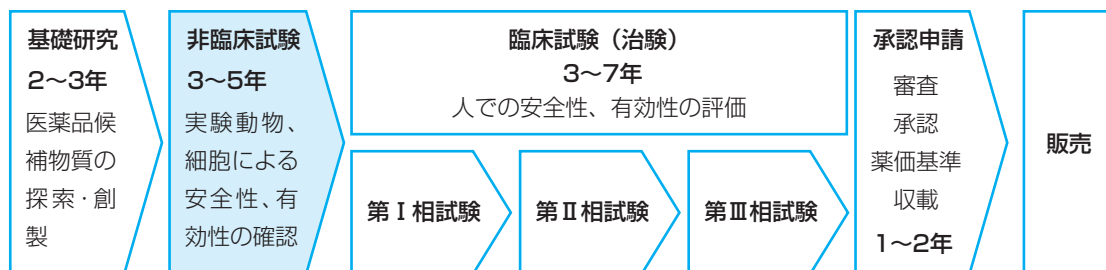 基礎研究
2〜3年
医薬品候
補物質の
探索・創
製
非臨床試験
3〜5年
実験動物、
細胞による
安全性、有
効性の確認
臨床試験（治験）
3〜7年
人での安全性、有効性の評価
第Ⅰ相試験
第Ⅱ相試験
第Ⅲ相試験
承認申請
審査
承認
薬価基準
収載
1〜2年
販売